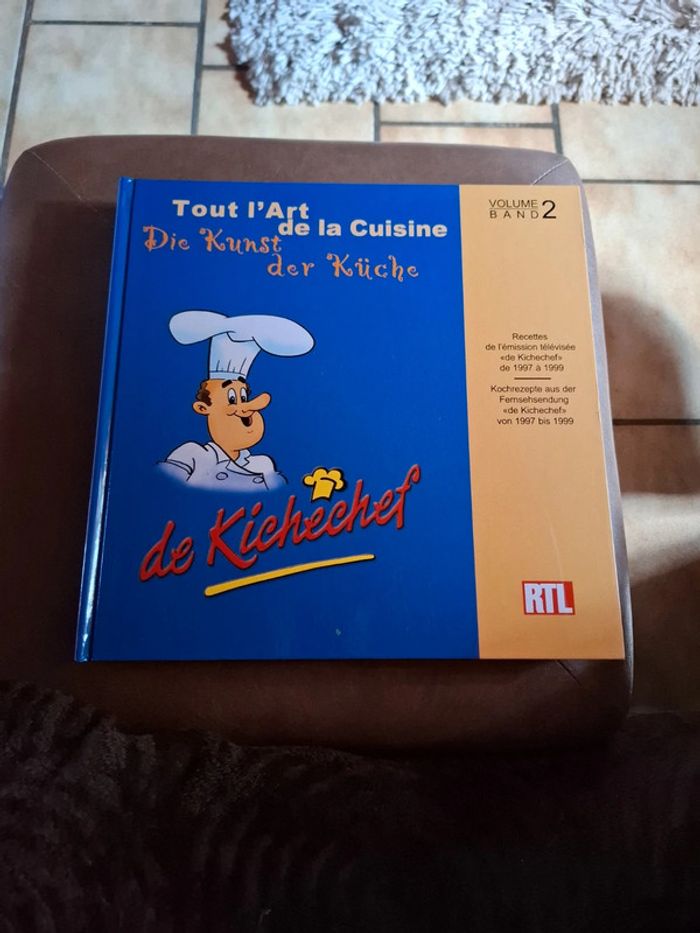 Tout l'Art
de la Cuisine
Die Kunst
der Küche
de Kichechef
VOLUME
BAND 2
Recettes
de l'émission télévisée
«de Kichechef»
de 1997 à 1999
Kochrezepte aus der
Fernsehsendung
«de Kichechef»
von 1997 bis 1999
RTL